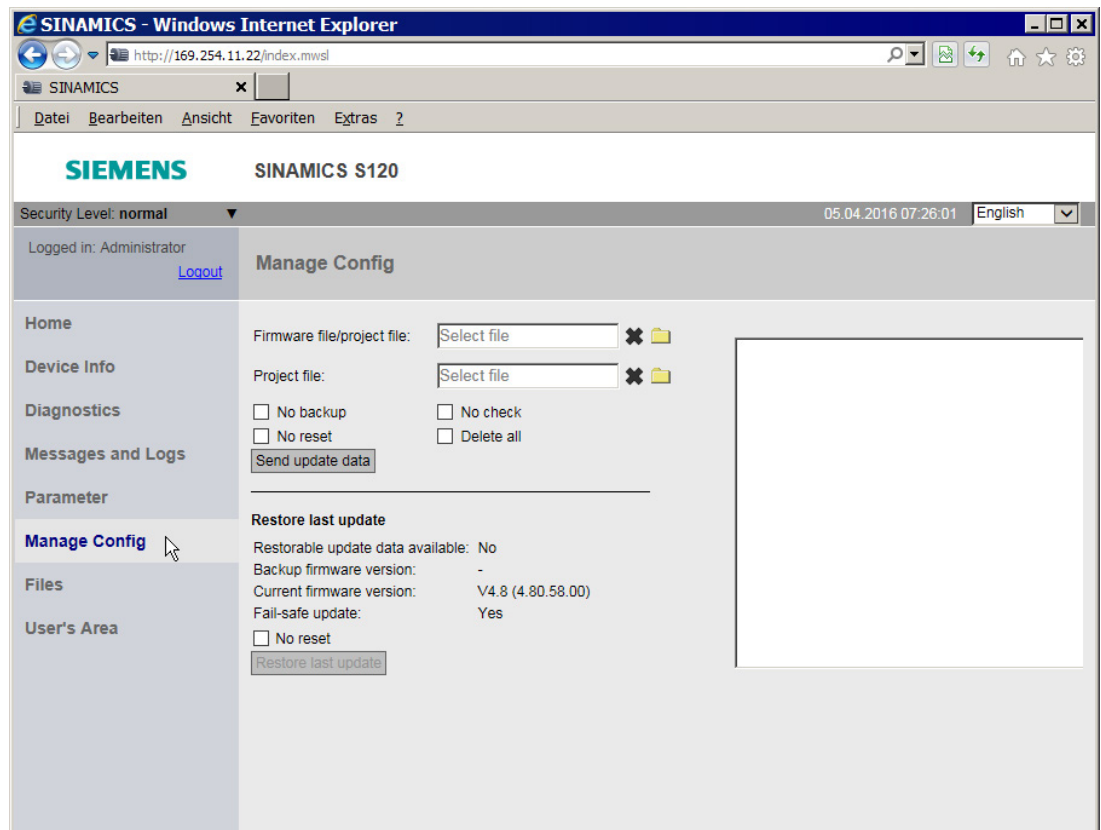 SINAMICS - Windows Internet Explorer
http://169.254.11.22/index.mwsl
SINAMICS
Datei Bearbeiten Ansicht Favoriten Extras ?
SIEMENS SINAMICS S120
Security Level: normal 05.04.2016 07:26:01 English
Logged in: Administrator
Logout
Manage Config
Home
Device Info
Diagnostics
Messages and Logs
Parameter
Manage Config
Files
User's Area
Firmware file/project file: Select file
Project file: Select file
No backup No check
No reset Delete all
Send update data
Restore last update
Restorable update data available: No
Backup firmware version: -
Current firmware version: V4.8 (4.80.58.00)
Fail-safe update: Yes
No reset
Restore last update